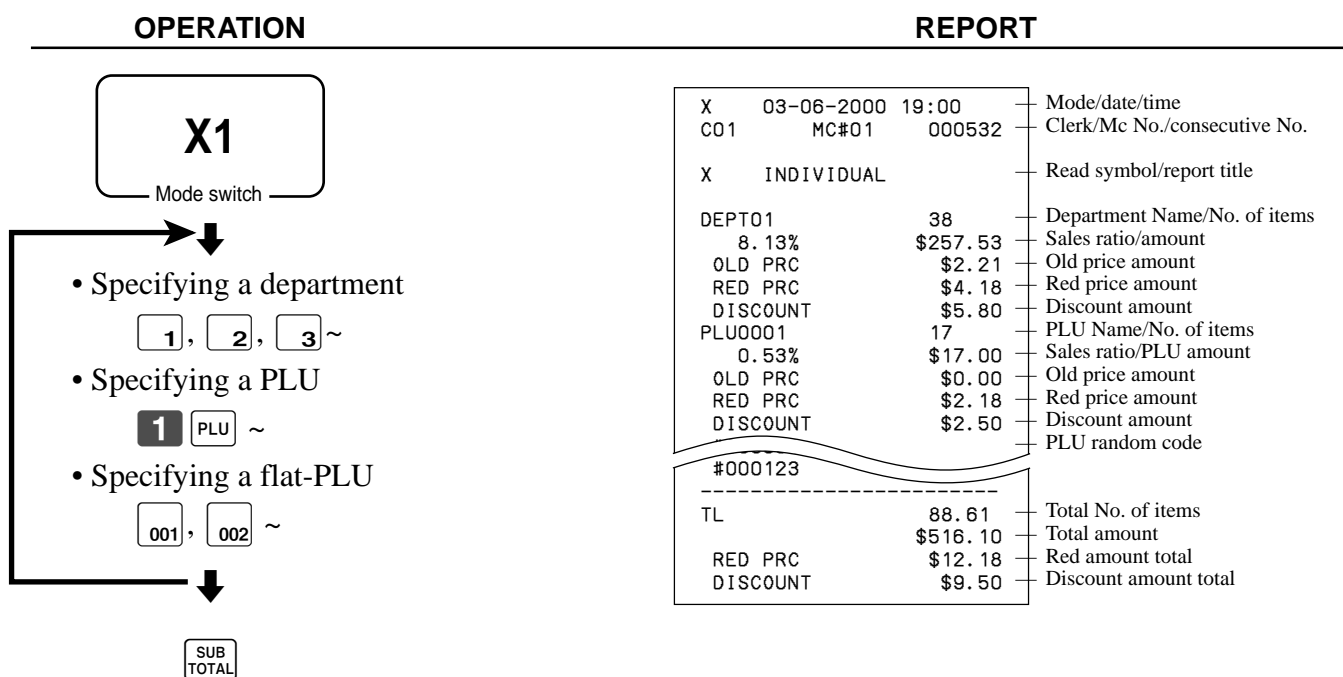 OPERATION
REPORT
X1
Mode switch
• Specifying a department
1, 2, 3 ~
• Specifying a PLU
1 PLU ~
• Specifying a flat-PLU
001, 002 ~
SUB
TOTAL
X 03-06-2000 19:00 Mode/date/time
C01 MC#01 000532 Clerk/Mc No./consecutive No.
X INDIVIDUAL Read symbol/report title
DEPT01 38 Department Name/No. of items
8.13% $257.53 Sales ratio/amount
OLD PRC $2.21 Old price amount
RED PRC $4.18 Red price amount
DISCOUNT $5.80 Discount amount
PLU0001 17 PLU Name/No. of items
0.53% $17.00 Sales ratio/PLU amount
OLD PRC $0.00 Old price amount
RED PRC $2.18 Red price amount
DISCOUNT $2.50 Discount amount
PLU random code
#000123
------------------------------
TL 88.61 Total No. of items
$516.10 Total amount
RED PRC $12.18 Red amount total
DISCOUNT $9.50 Discount amount total